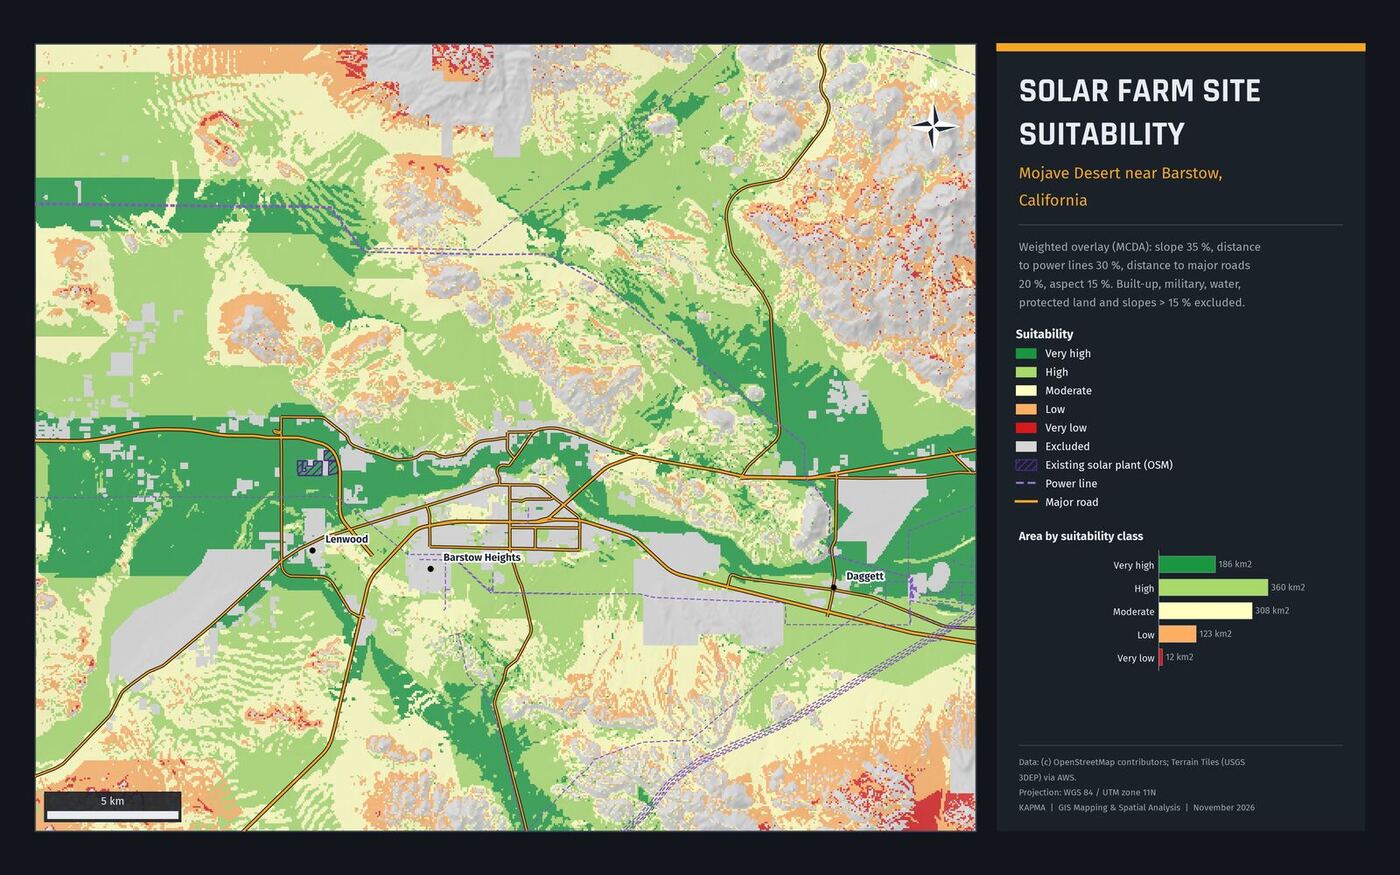 SOLAR FARM SITE
SUITABILITY
Mojave Desert near Barstow,
California
Weighted overlay (MCDA): slope 35 %, distance
to power lines 30 %, distance to major roads
20 %, aspect 15 %. Built-up, military, water,
protected land and slopes > 15 % excluded.
Suitability
Very high
High
Moderate
Low
Very low
Excluded
Existing solar plant (OSM)
Power line
Major road
Area by suitability class
Very high 186 km2
High 360 km2
Moderate 308 km2
Low 123 km2
Very low 12 km2
Data: (c) OpenStreetMap contributors; Terrain Tiles (USGS
3DEP) via AWS.
Projection: WGS 84 / UTM zone 11N
KAPMA | GIS Mapping & Spatial Analysis | November 2026
Lenwood
Barstow Heights
Daggett
5 km